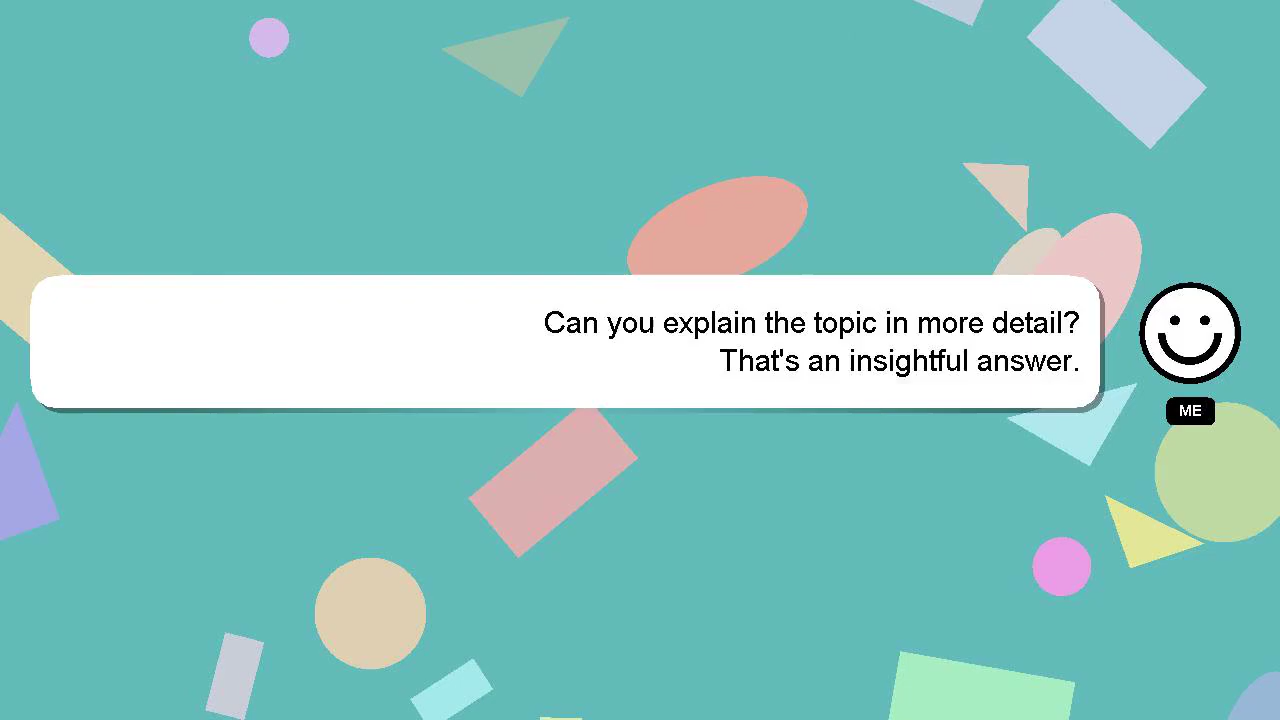 Can you explain the topic in more detail?
That's an insightful answer.
ME